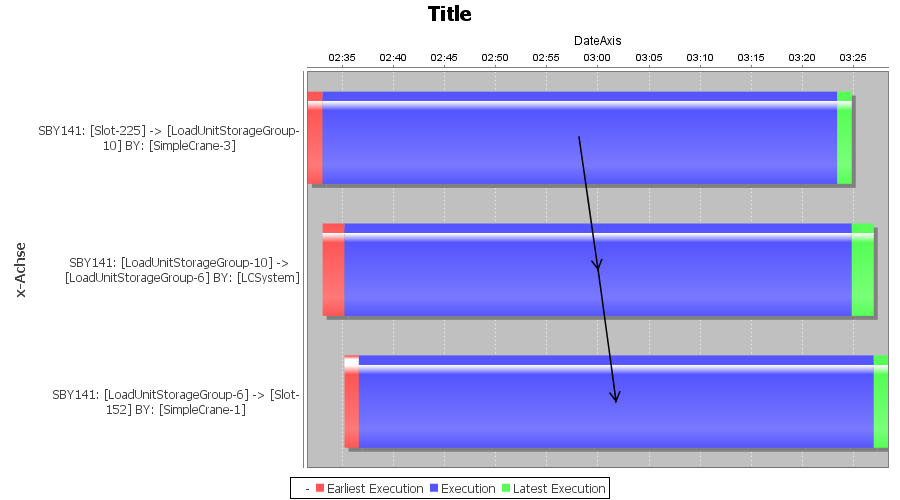 Title
DateAxis
02:35 02:40 02:45 02:50 02:55 03:00 03:05 03:10 03:15 03:20 03:25
SBY141: [Slot-225] -> [LoadUnitStorageGroup-
10] BY: [SimpleCrane-3]
x-Achse
SBY141: [LoadUnitStorageGroup-10] ->
[LoadUnitStorageGroup-6] BY: [LCSystem]
SBY141: [LoadUnitStorageGroup-6] -> [Slot-
152] BY: [SimpleCrane-1]
- Earliest Execution Execution Latest Execution